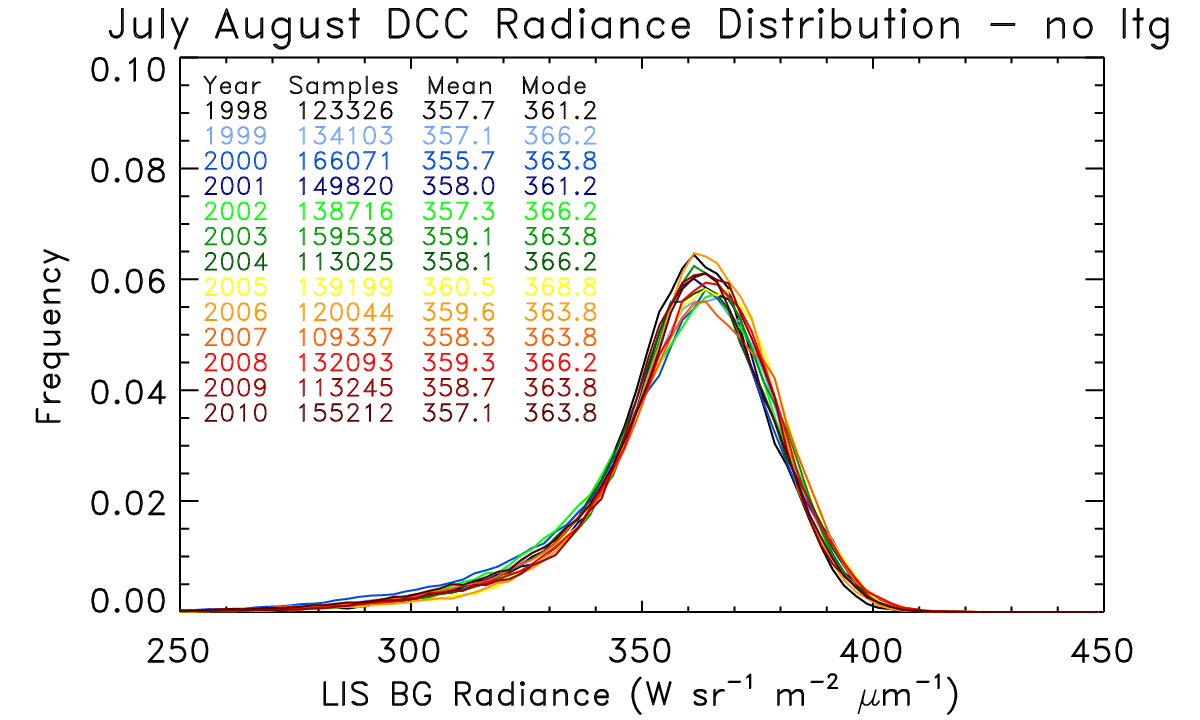 July August DCC Radiance Distribution – no ltg
0.10
Year Samples Mean Mode
1998 123326 357.7 361.2
1999 134103 357.1 366.2
0.08
2000 166071 355.7 363.8
2001 149820 358.0 361.2
2002 138716 357.3 366.2
2003 159538 359.1 363.8
2004 113025 358.1 366.2
0.06
2005 139199 360.5 368.8
2006 120044 359.6 363.8
2007 109337 358.3 363.8
2008 132093 359.3 366.2
0.04
2009 113245 358.7 363.8
2010 155212 357.1 363.8
0.02
0.00
Frequency
250 300 350 400 450
LIS BG Radiance (W sr⁻¹ m⁻² μm⁻¹)